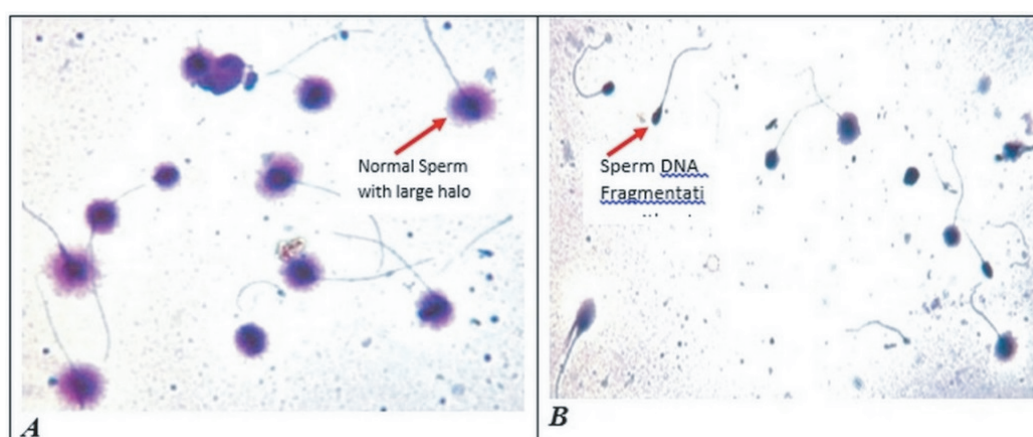 Normal Sperm
with large halo
Sperm DNA
Fragmentati
A
B